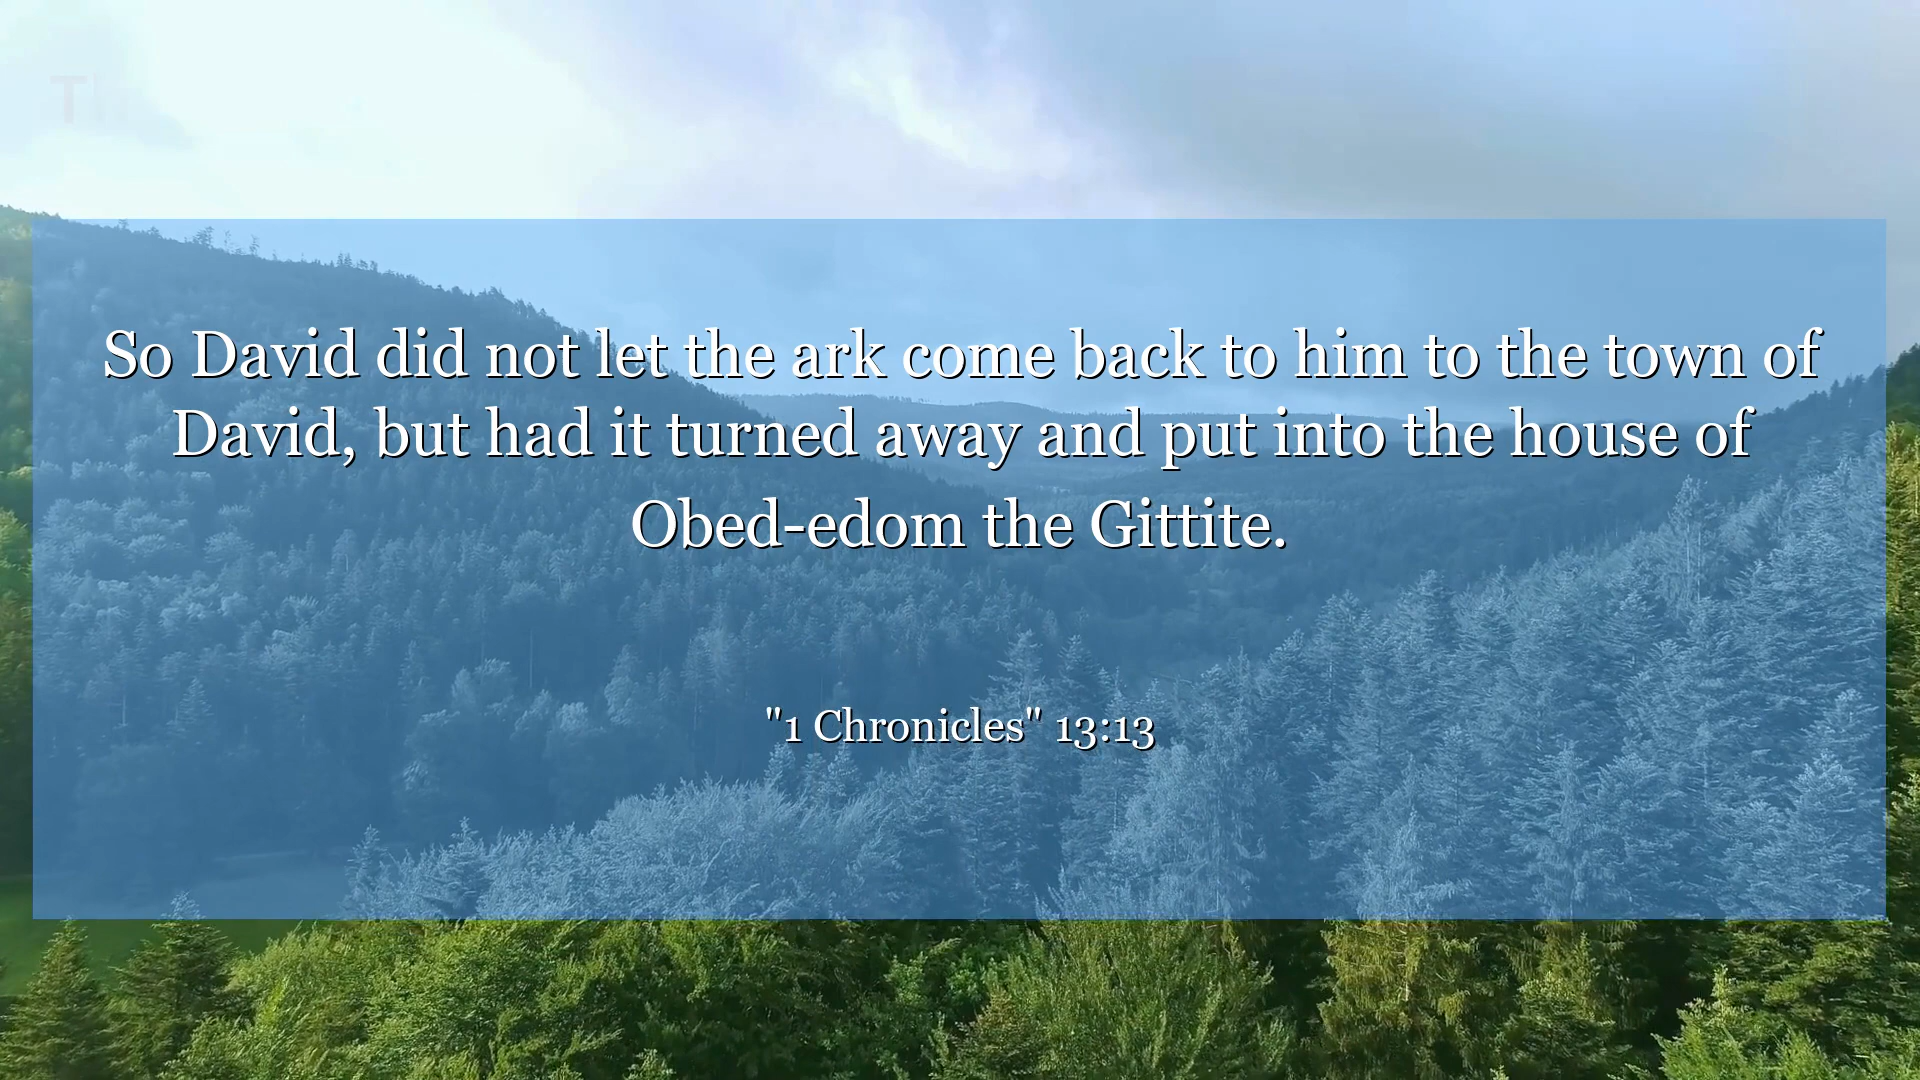 So David did not let the ark come back to him to the town of
David, but had it turned away and put into the house of
Obed-edom the Gittite.
"1 Chronicles" 13:13